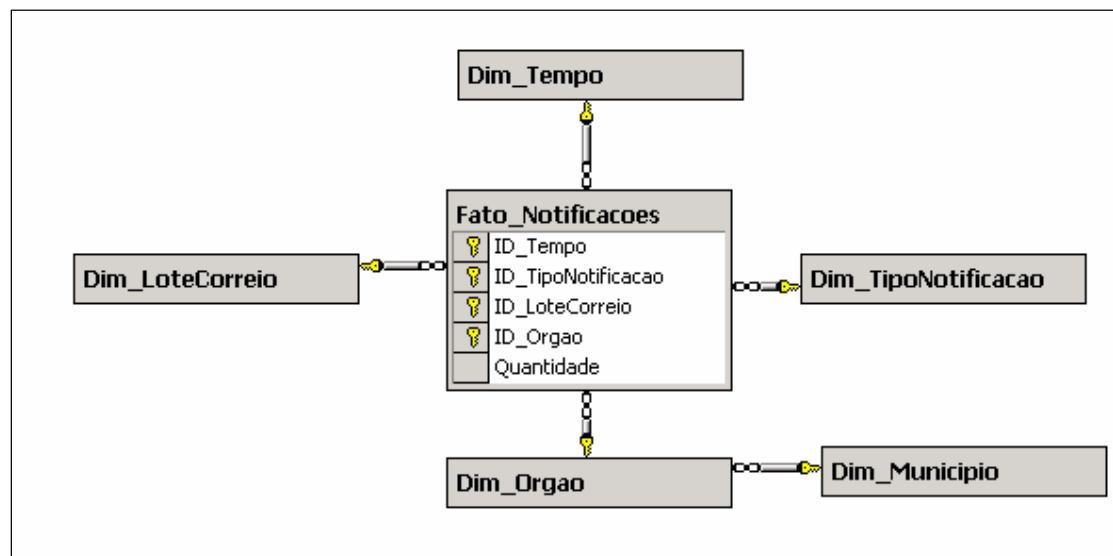 Dim_Tempo
Fato_Notificacoes
ID_Tempo
ID_TipoNotificacao
ID_LoteCorreio
ID_Orgao
Quantidade
Dim_LoteCorreio
Dim_TipoNotificacao
Dim_Orgao
Dim_Municipio